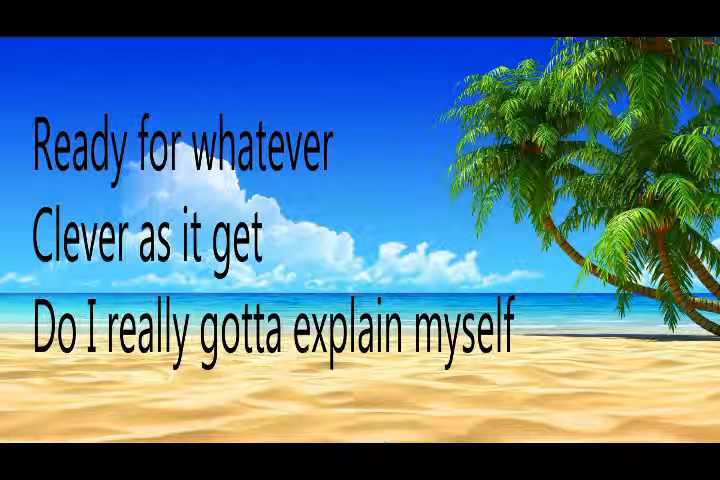 Ready for whatever
Clever as it get
Do I really gotta explain myself